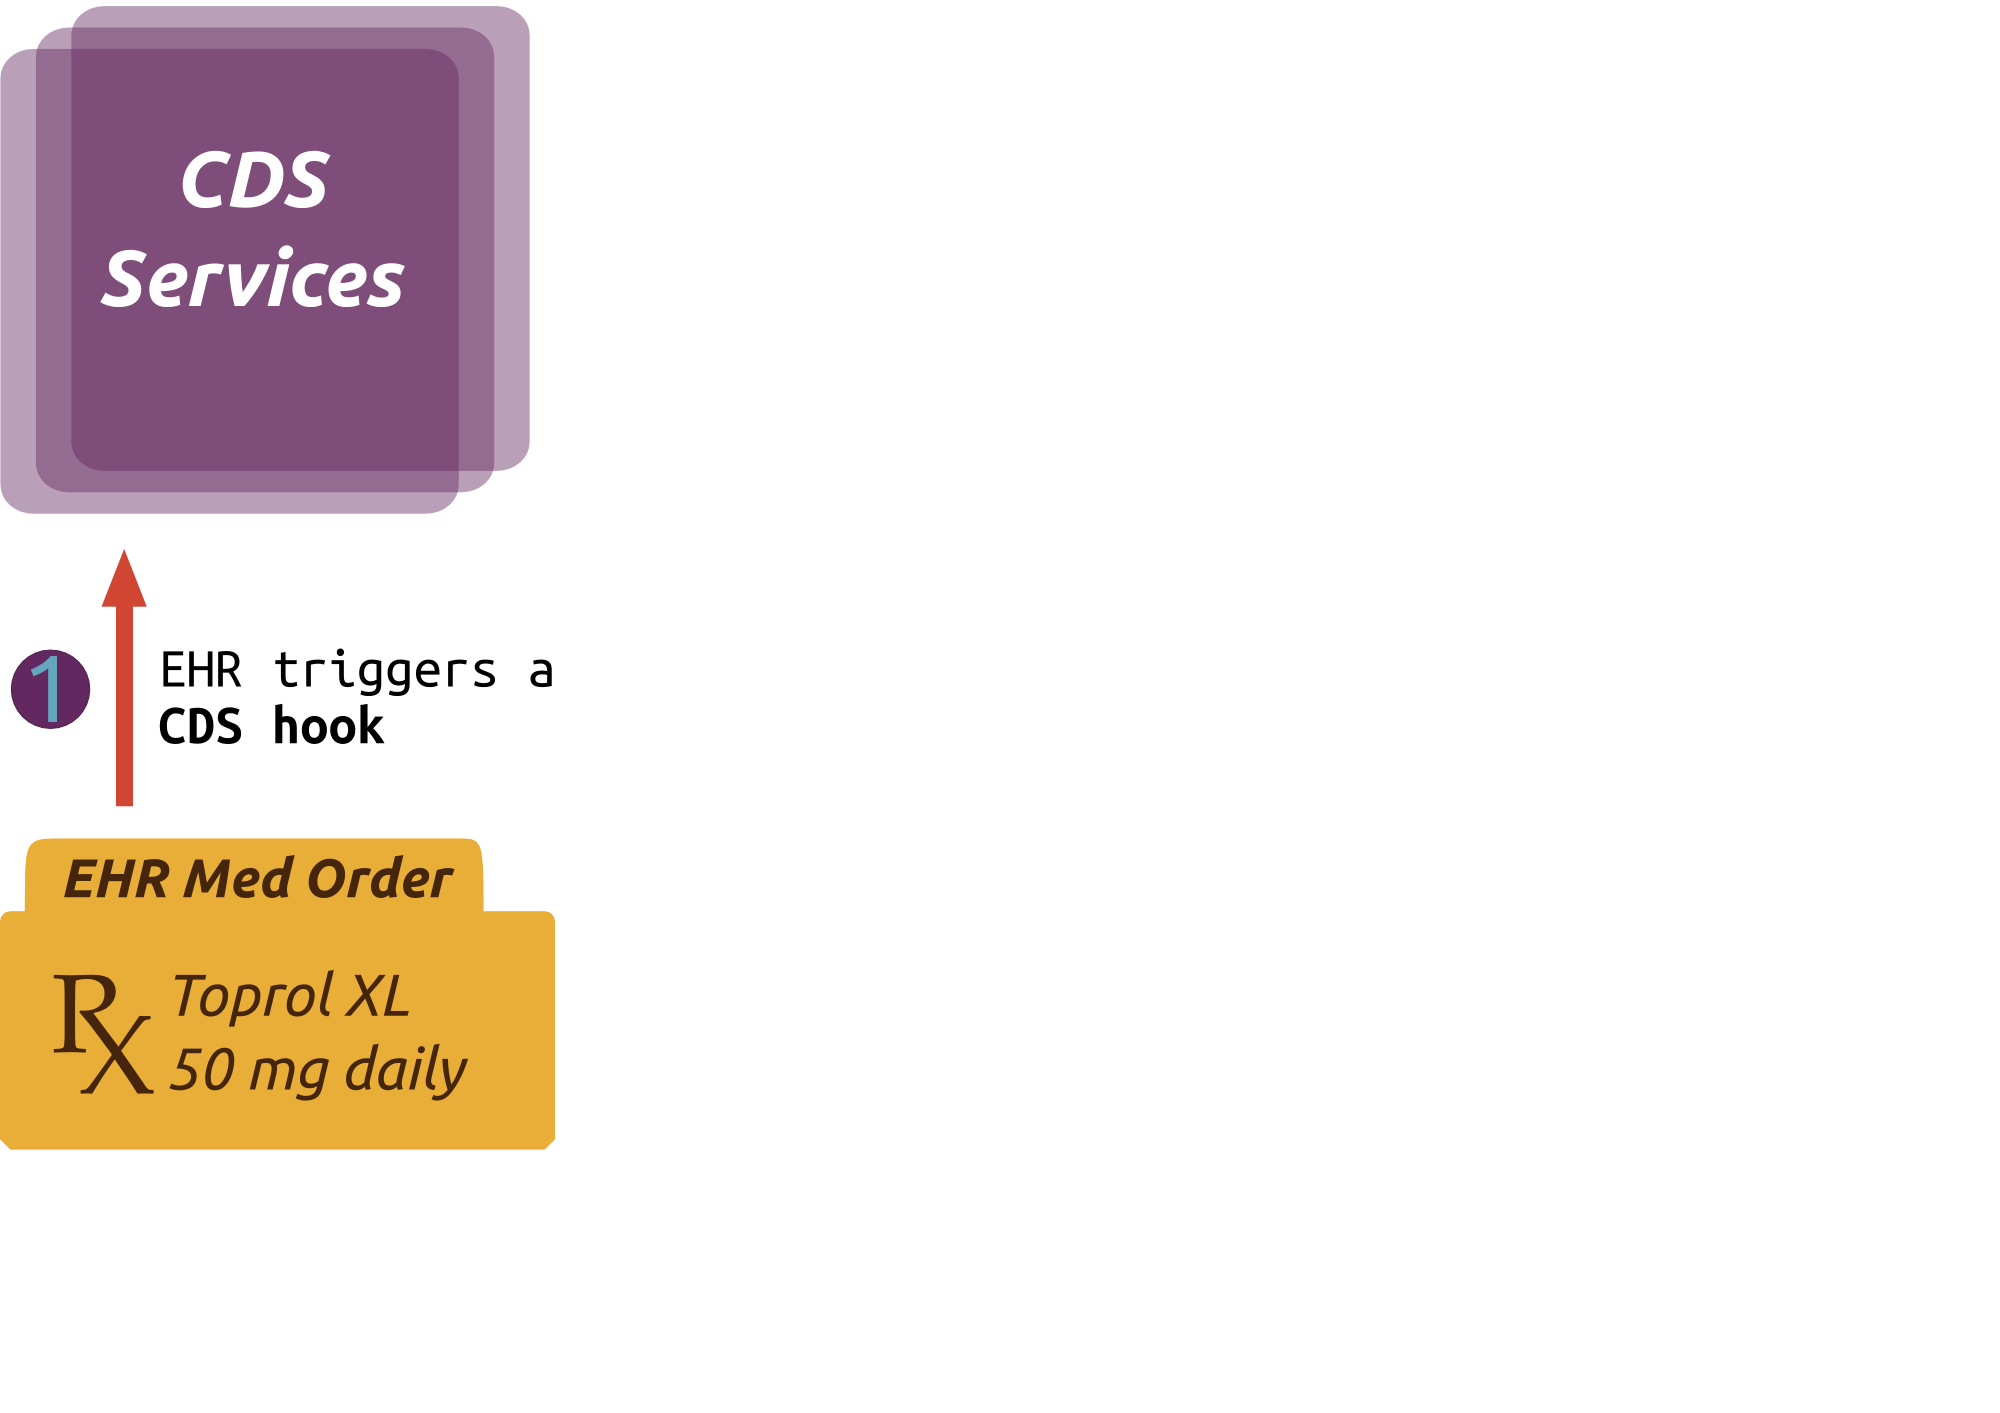 CDS
Services
1
EHR triggers a
CDS hook
EHR Med Order
Rx
Toprol XL
50 mg daily